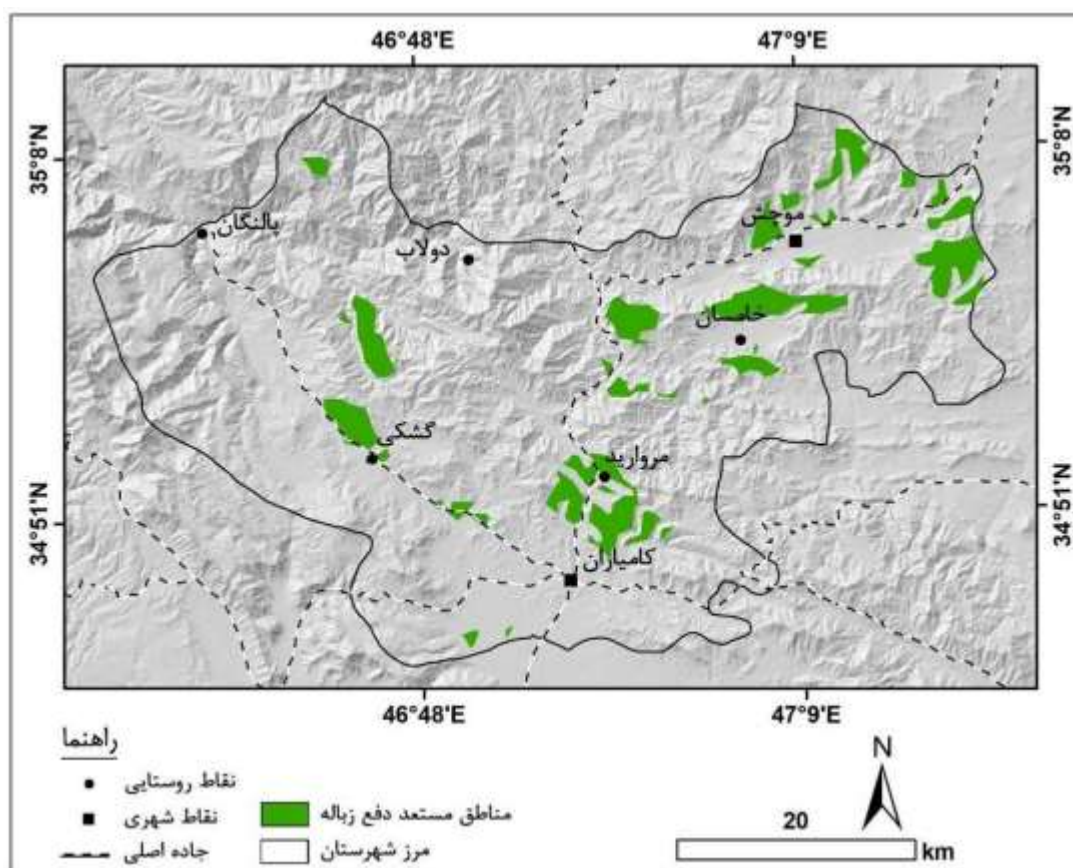 46°48'E
47°9'E
35°8'N
35°8'N
موچش
پالنگان
دولاب
خامسان
گشکی
مروارید
34°51'N
34°51'N
کامیاران
46°48'E
47°9'E
راهنما
نقاط روستایی
نقاط شهری
جاده اصلی
مناطق مستعد دفع زباله
مرز شهرستان
N
20
km